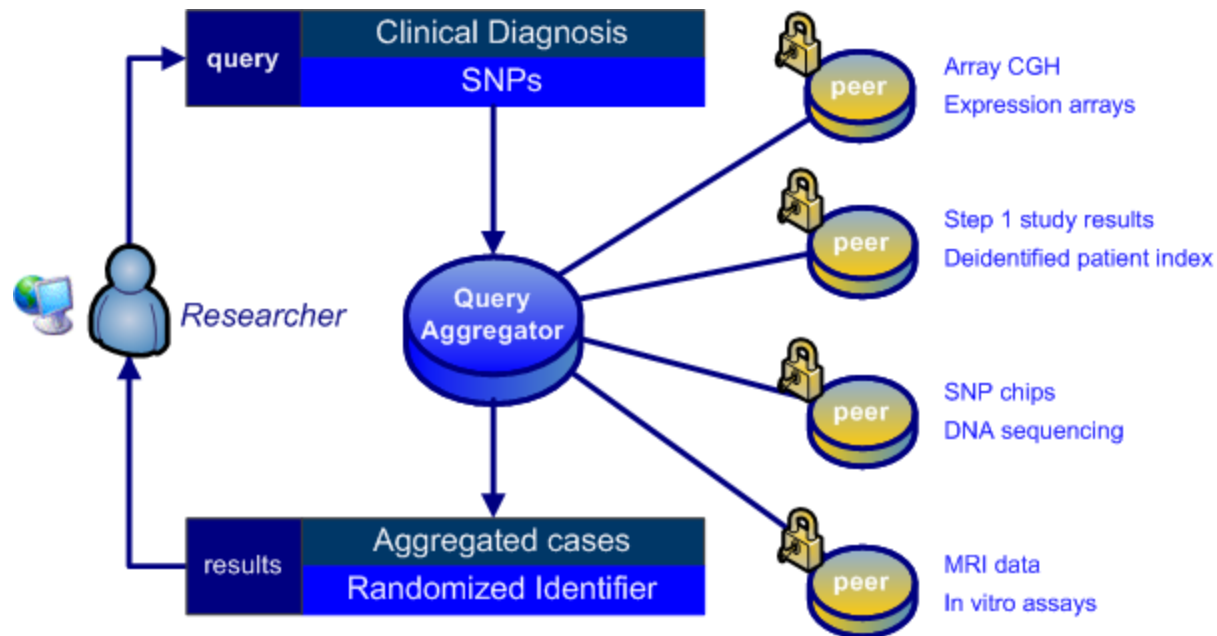 query
Clinical Diagnosis
SNPs
peer
Array CGH
Expression arrays
peer
Step 1 study results
Deidentified patient index
Researcher
Query
Aggregator
peer
SNP chips
DNA sequencing
results
Aggregated cases
Randomized Identifier
peer
MRI data
In vitro assays